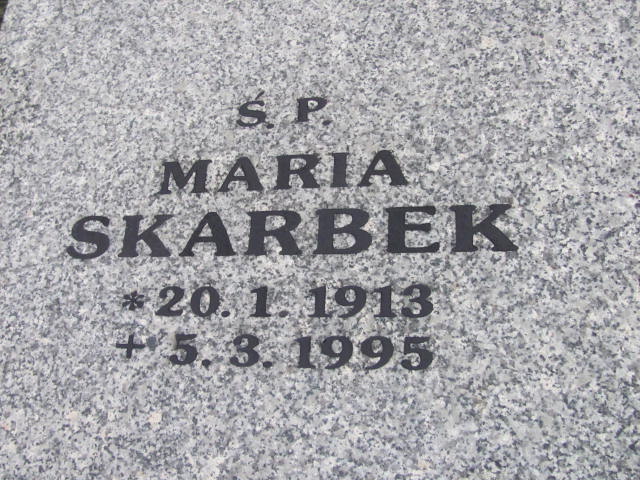 Ś. P.
MARIA
SKARBEK
* 20. 1. 1913
+ 5. 3. 1995